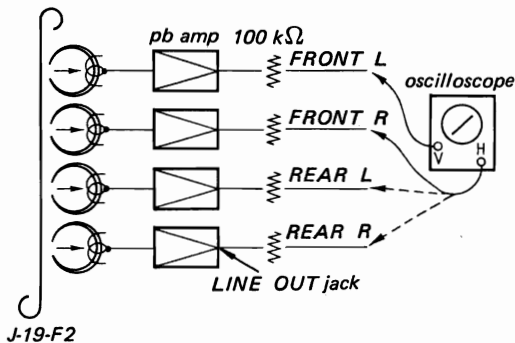 pb amp 100 kΩ
FRONT L
oscilloscope
FRONT R
V H
REAR L
REAR R
LINE OUT jack
J-19-F2